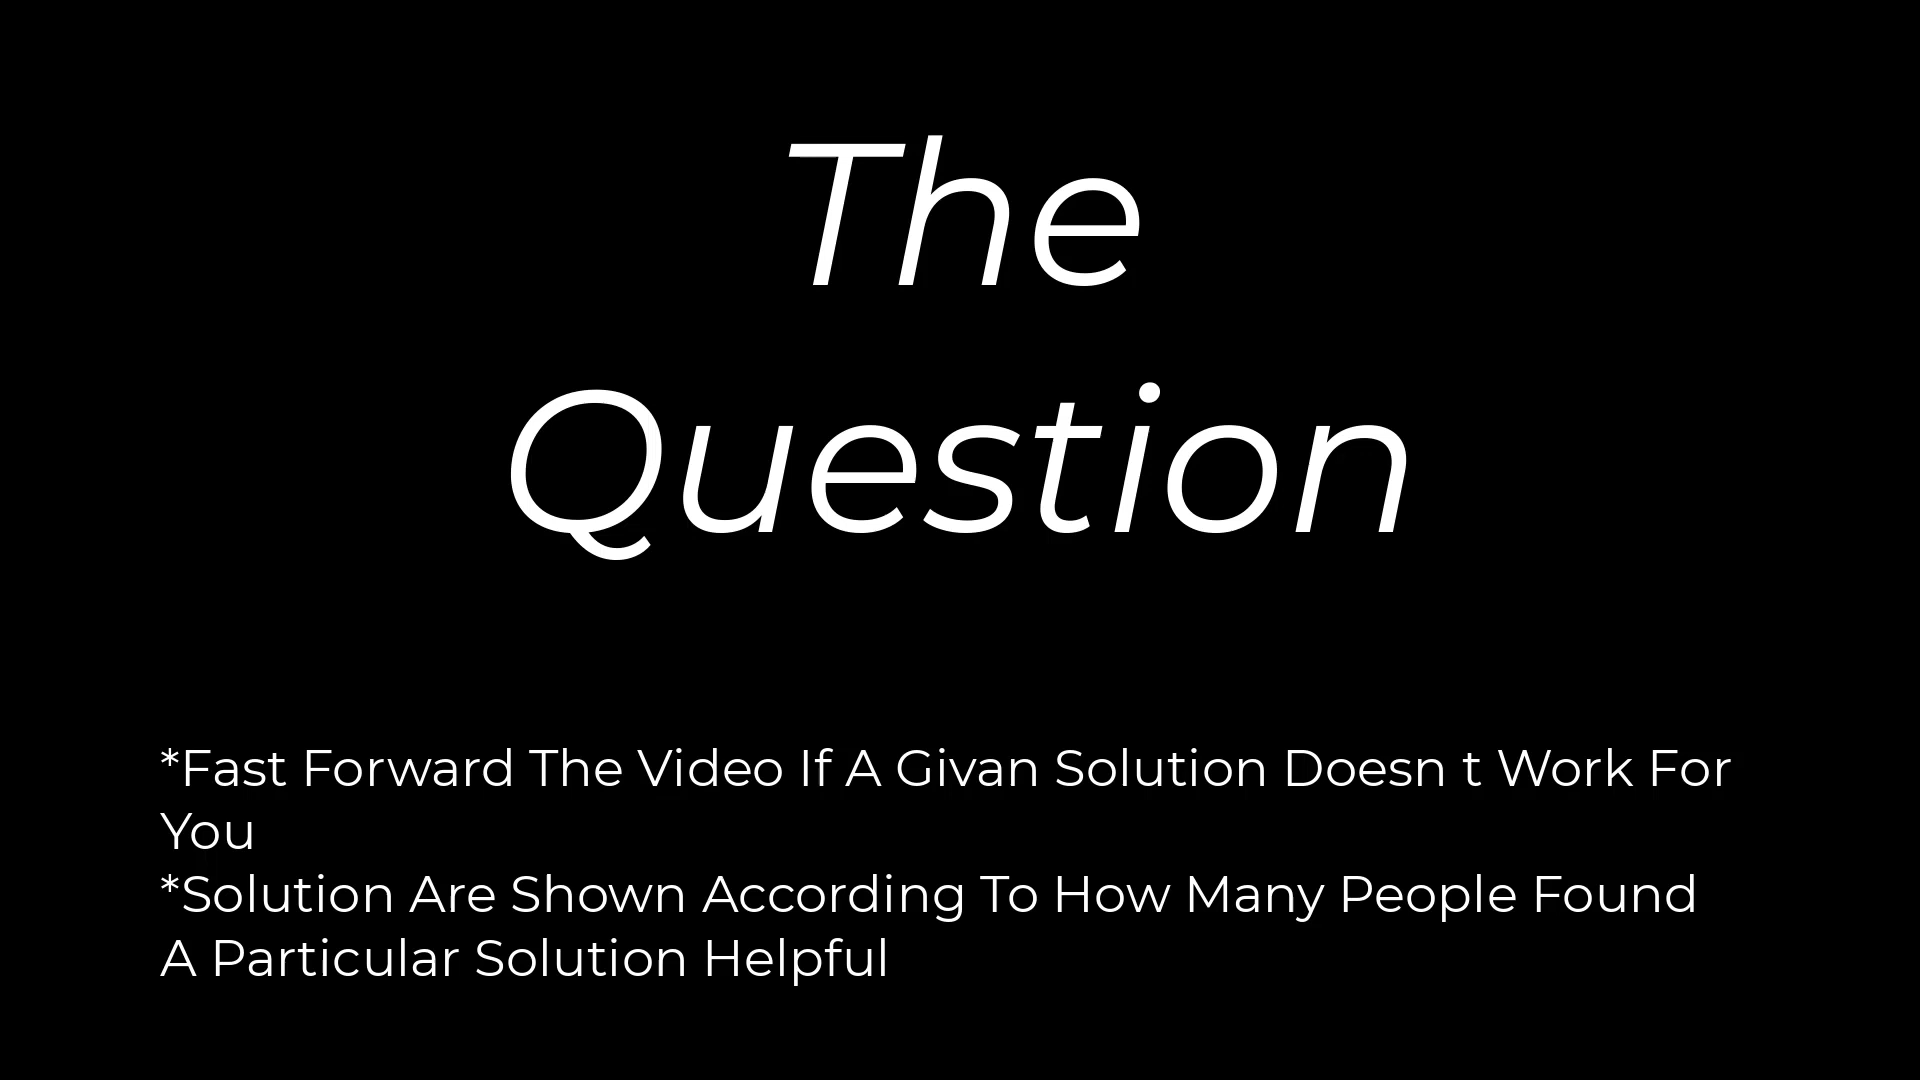 The
Question
*Fast Forward The Video If A Givan Solution Doesn t Work For
You
*Solution Are Shown According To How Many People Found
A Particular Solution Helpful